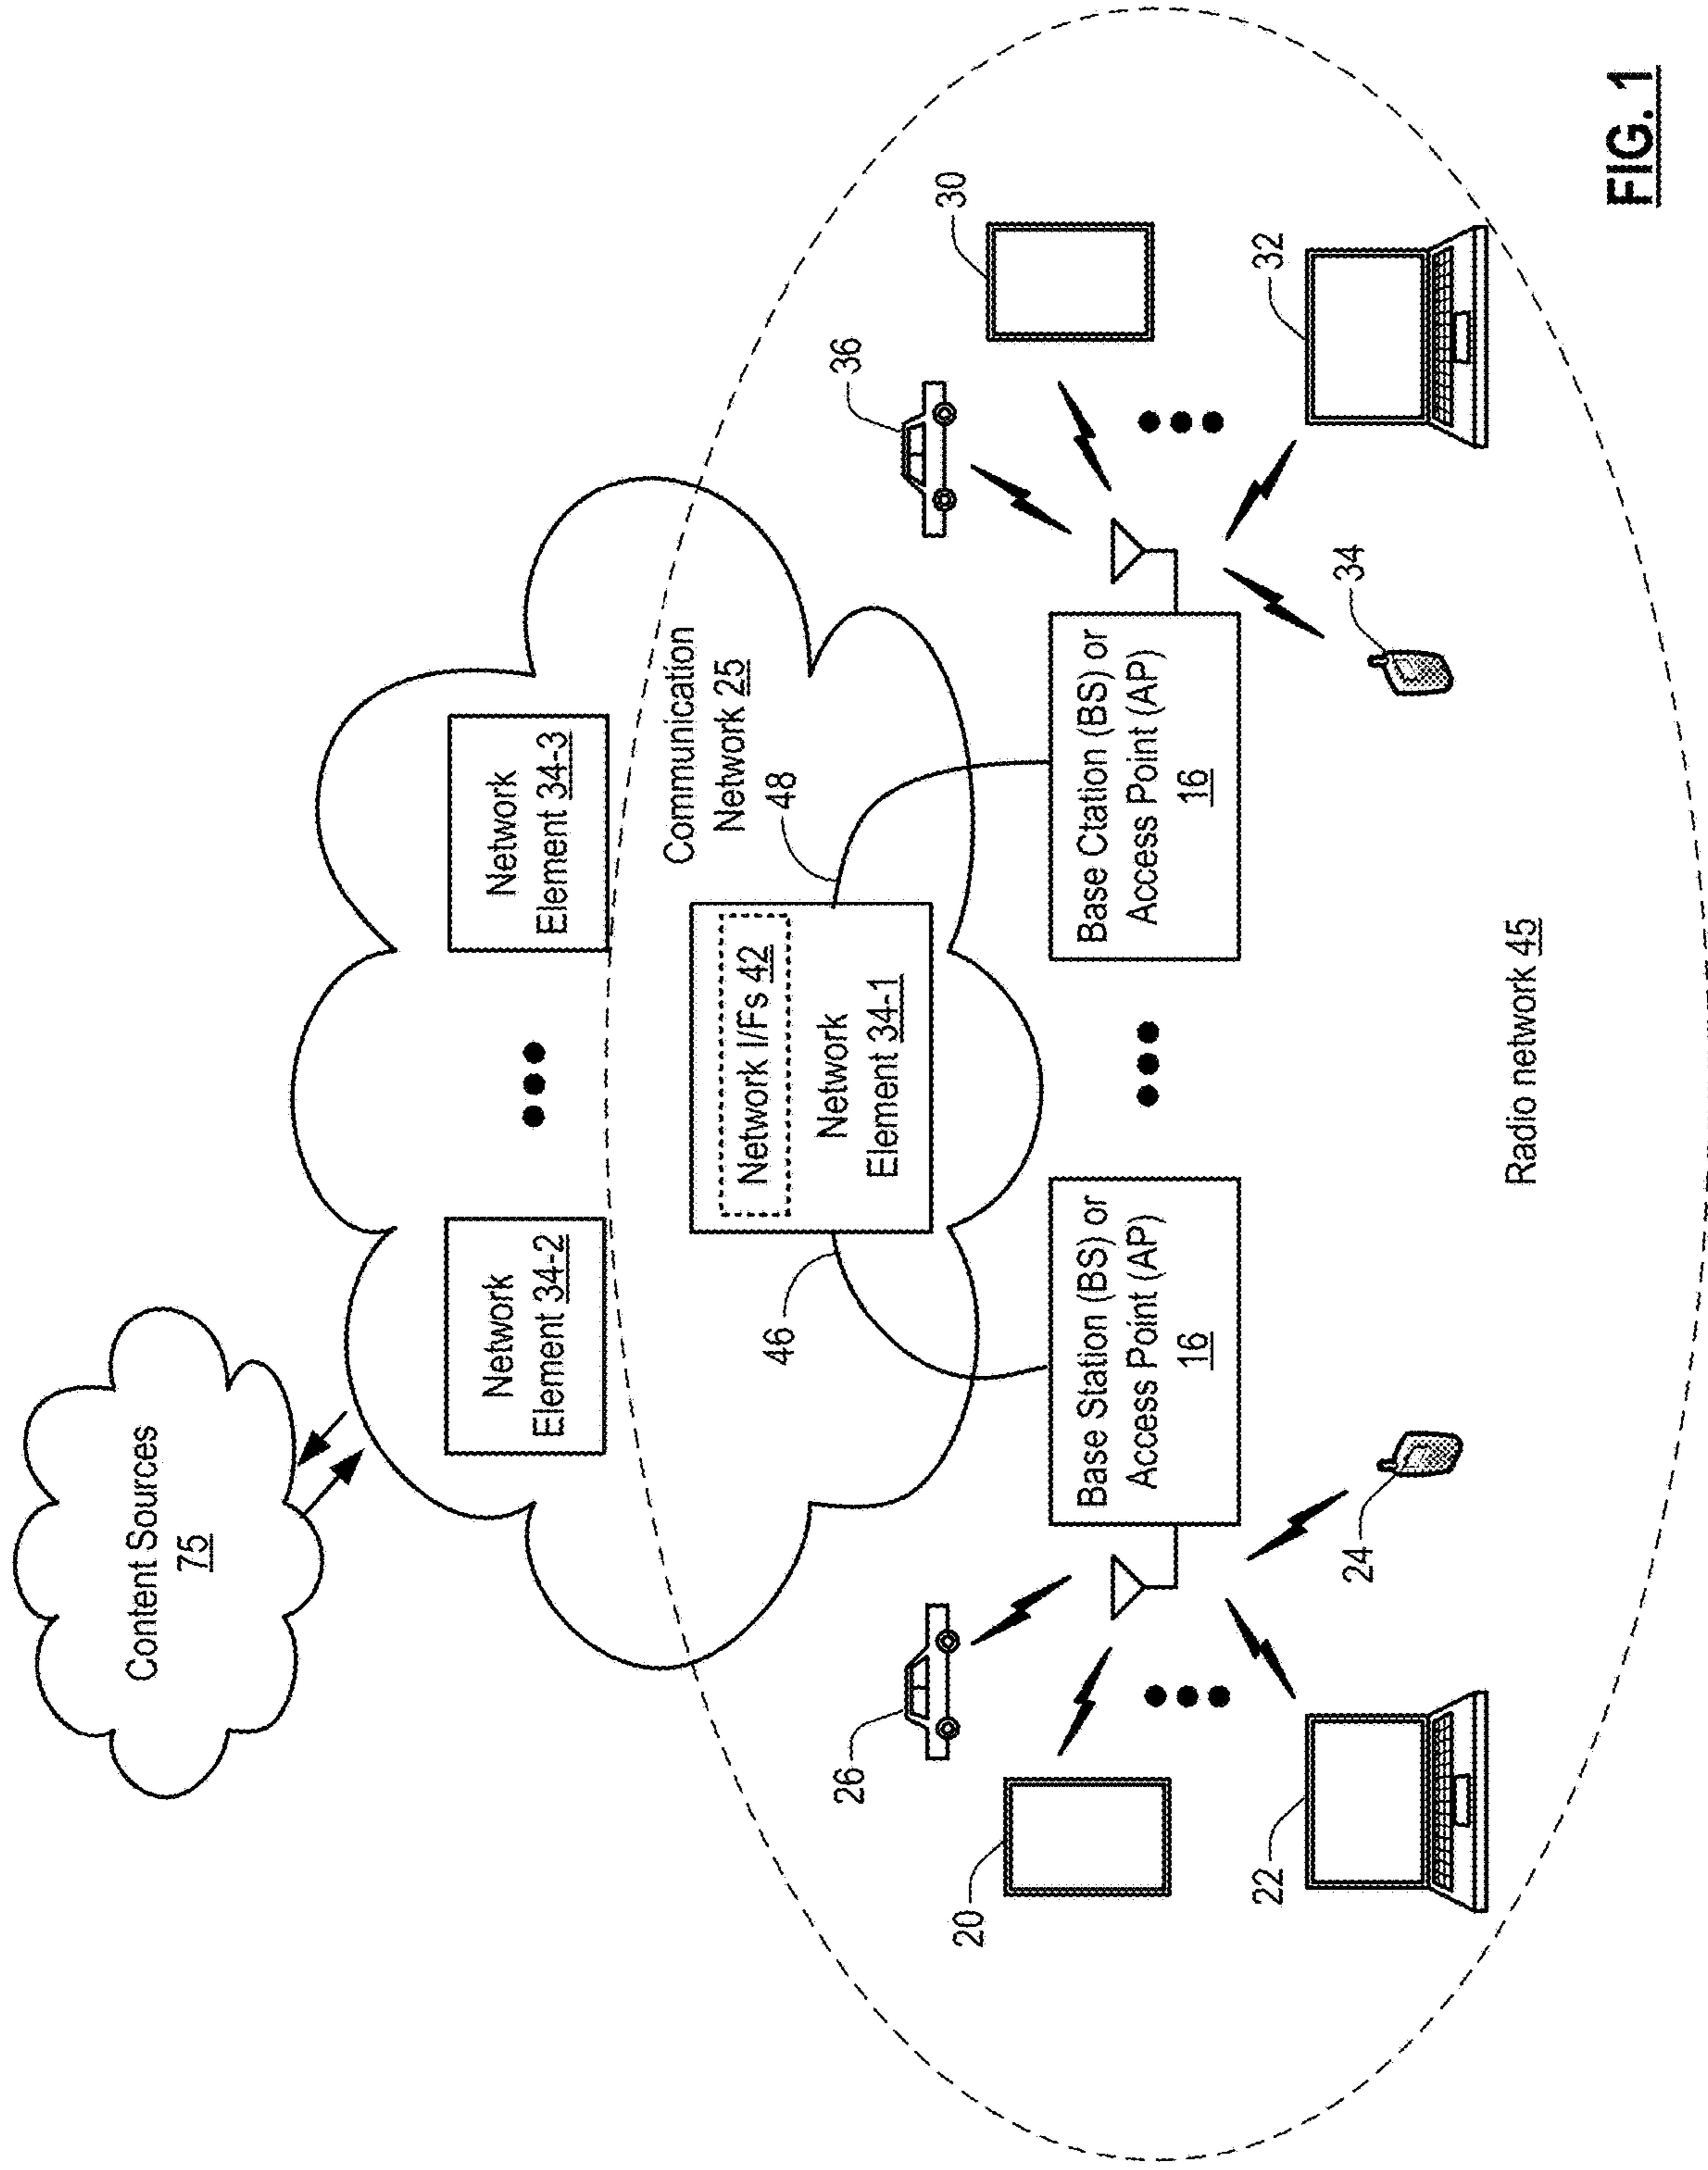 Content Sources
75
Network
Element 34-2
Network
Element 34-3
Communication
Network 25
Network I/Fs 42
Network
Element 34-1
46
48
Base Station (BS) or
Access Point (AP)
16
Base Ctation (BS) or
Access Point (AP)
16
26
20
22
24
36
30
32
34
Radio network 45
FIG. 1